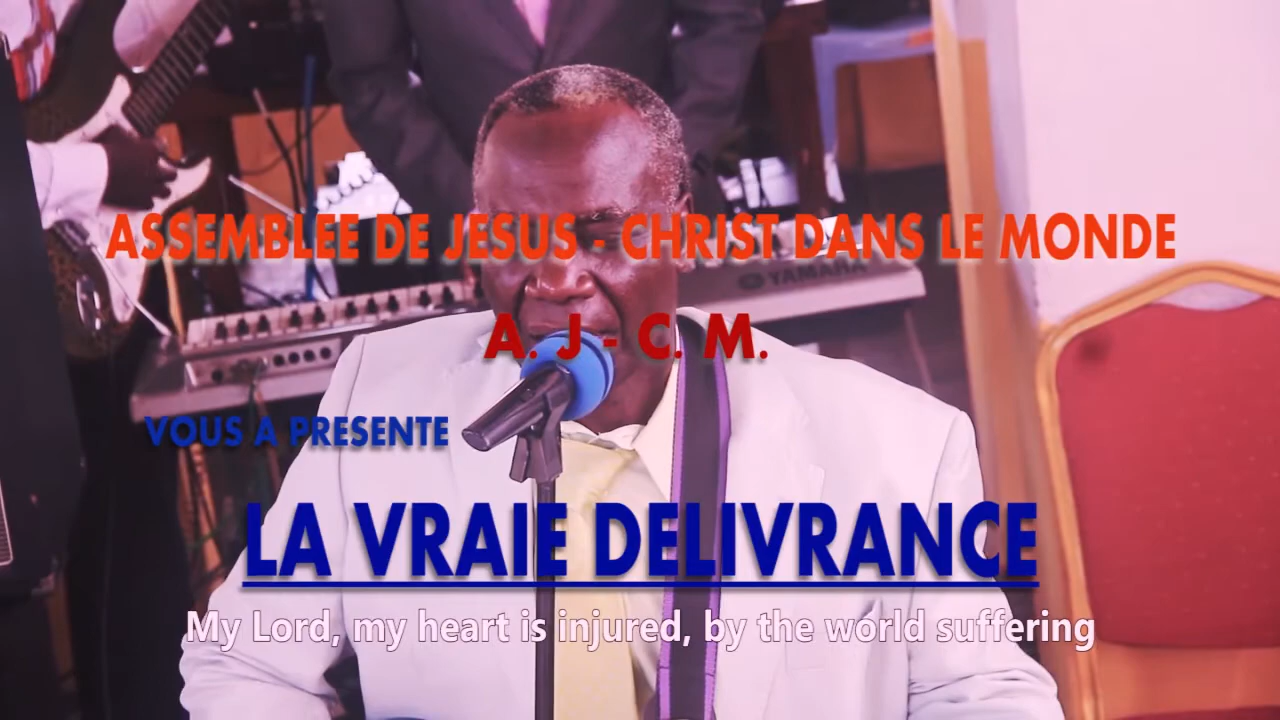 ASSEMBLEE DE JESUS - CHRIST DANS LE MONDE
YAMAHA
A. J - C. M.
VOUS A PRESENTE
LA VRAIE DELIVRANCE
My Lord, my heart is injured, by the world suffering